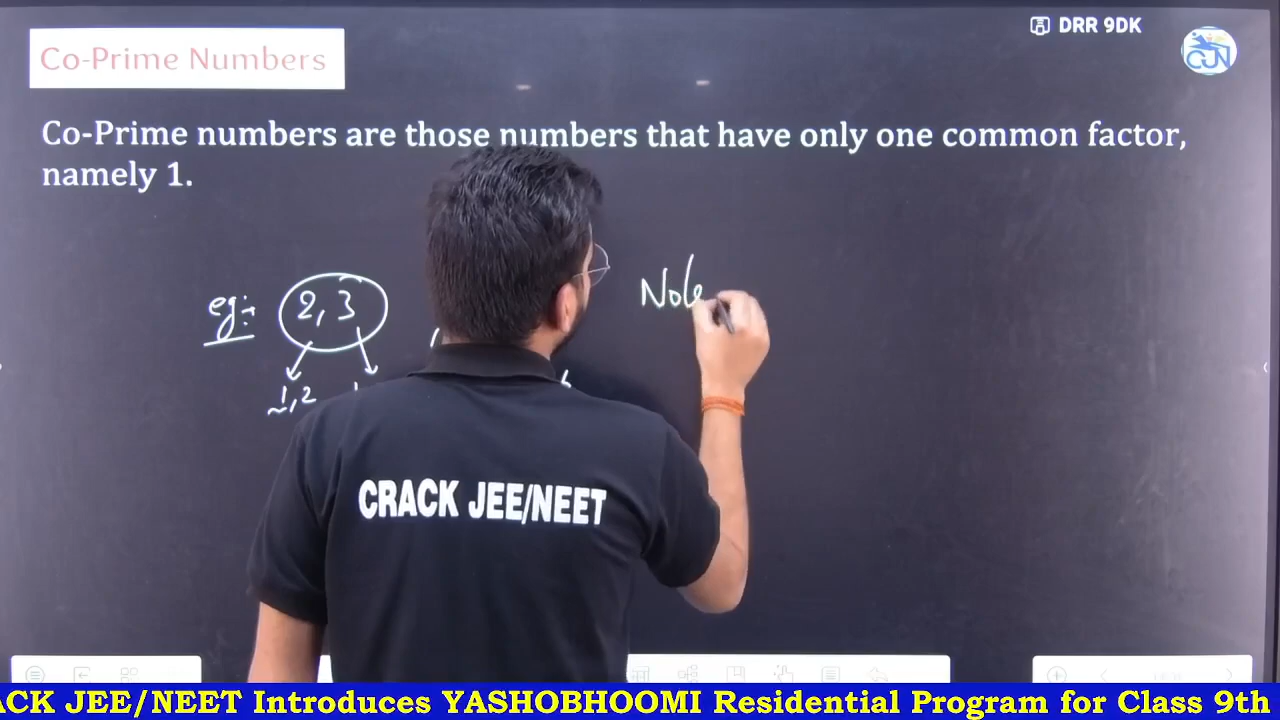 DRR 9DK
CJN
Co-Prime Numbers
Co-Prime numbers are those numbers that have only one common factor,
namely 1.
eg:-
2, 3
1, 2
Note
CRACK JEE/NEET
ACK JEE/NEET Introduces YASHOBHOOMI Residential Program for Class 9th